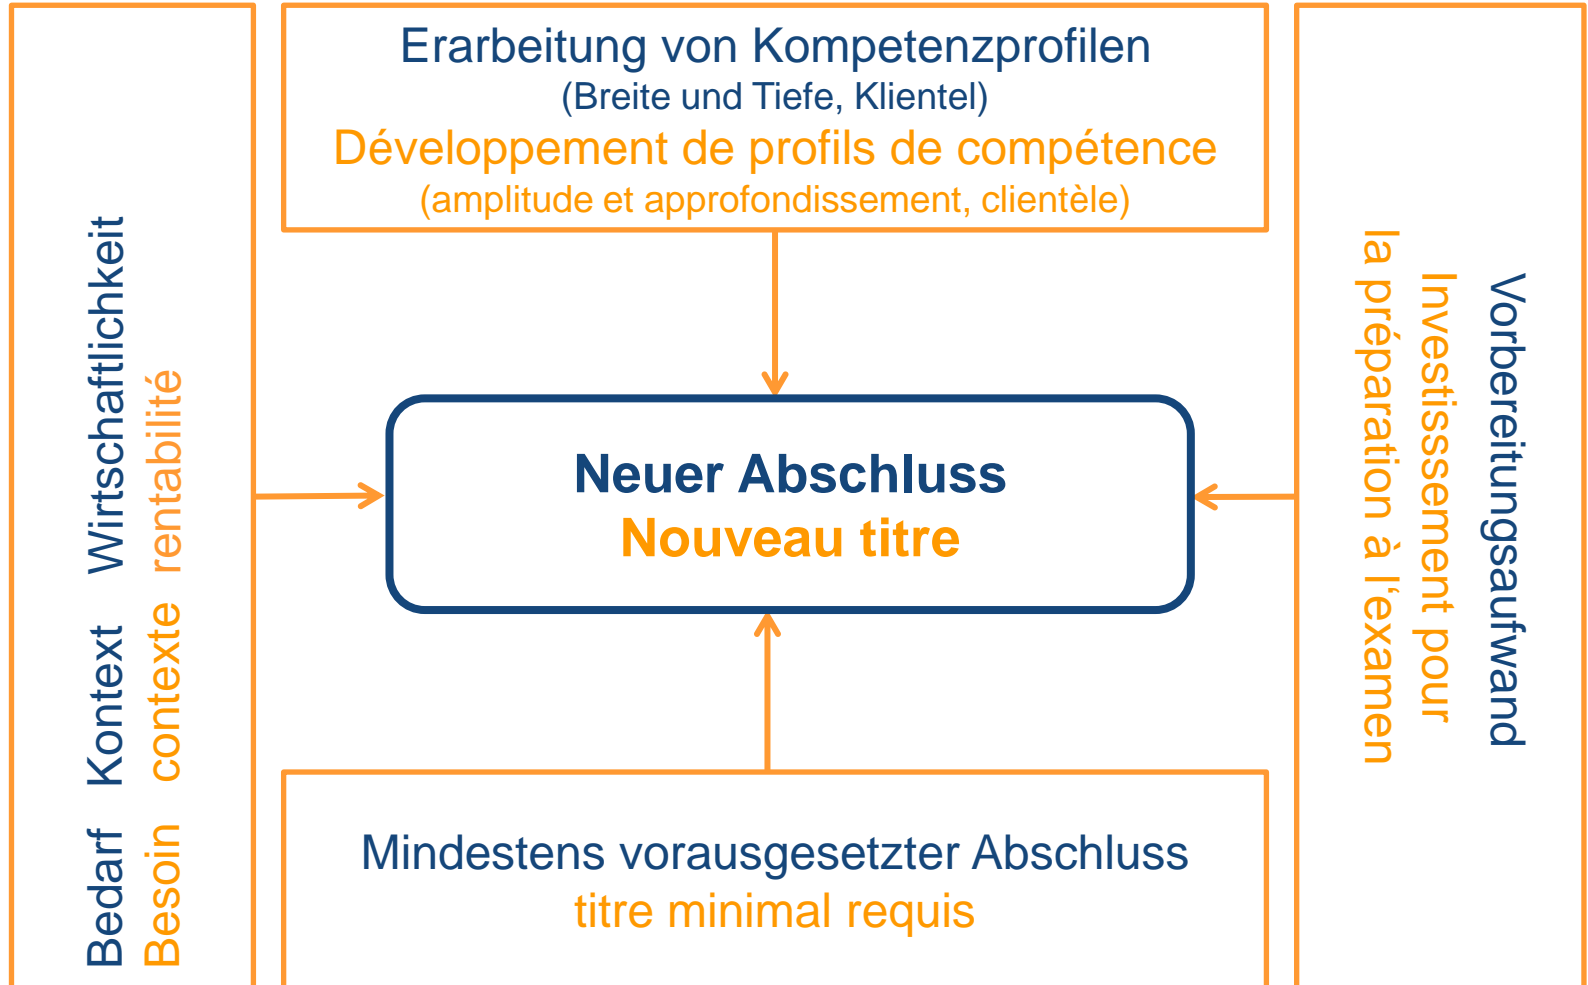 Erarbeitung von Kompetenzprofilen
(Breite und Tiefe, Klientel)
Développement de profils de compétence
(amplitude et approfondissement, clientèle)
Bedarf Kontext Wirtschaftlichkeit
Besoin contexte rentabilité
Neuer Abschluss
Nouveau titre
Vorbereitungsaufwand
Investisssement pour
la préparation à l‘examen
Mindestens vorausgesetzter Abschluss
titre minimal requis